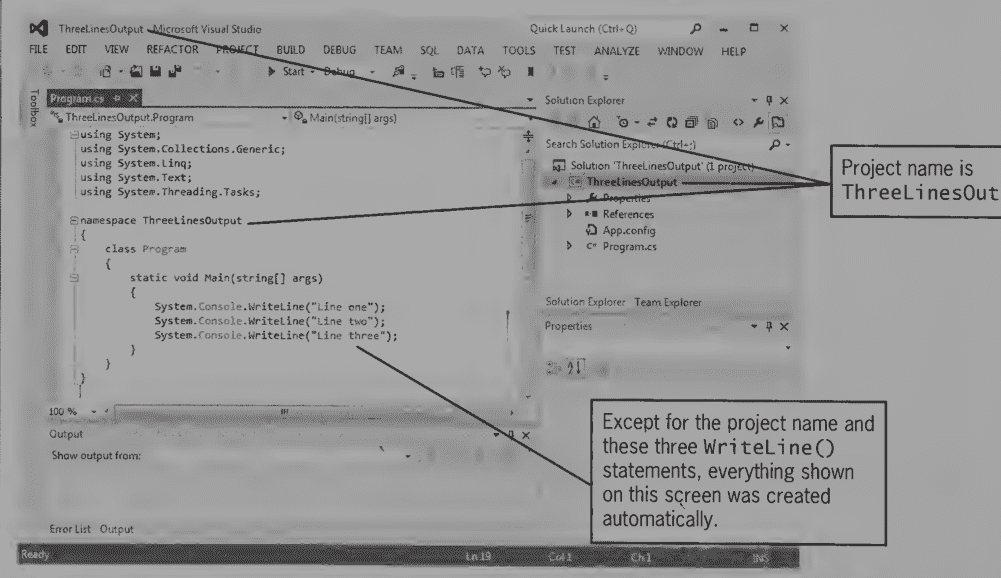 ThreeLinesOutput - Microsoft Visual Studio
Quick Launch (Ctrl+Q)
FILE EDIT VIEW REFACTOR PROJECT BUILD DEBUG TEAM SQL DATA TOOLS TEST ANALYZE WINDOW HELP
Start Debug
Toolbox
Program.cs
ThreeLinesOutput.Program
Main(string[] args)
using System;
using System.Collections.Generic;
using System.Linq;
using System.Text;
using System.Threading.Tasks;
namespace ThreeLinesOutput
{
class Program
{
static void Main(string[] args)
{
System.Console.WriteLine("Line one");
System.Console.WriteLine("Line two");
System.Console.WriteLine("Line three");
}
}
}
100 %
Output
Show output from:
Error List Output
Solution Explorer
Search Solution Explorer (Ctrl+;)
Solution 'ThreeLinesOutput' (1 project)
C# ThreeLinesOutput
Properties
References
App.config
C# Program.cs
Solution Explorer Team Explorer
Properties
Project name is
ThreeLinesOut
Except for the project name and
these three WriteLine()
statements, everything shown
on this screen was created
automatically.
Ready
Ln 19
Col 1
Ch 1
INS